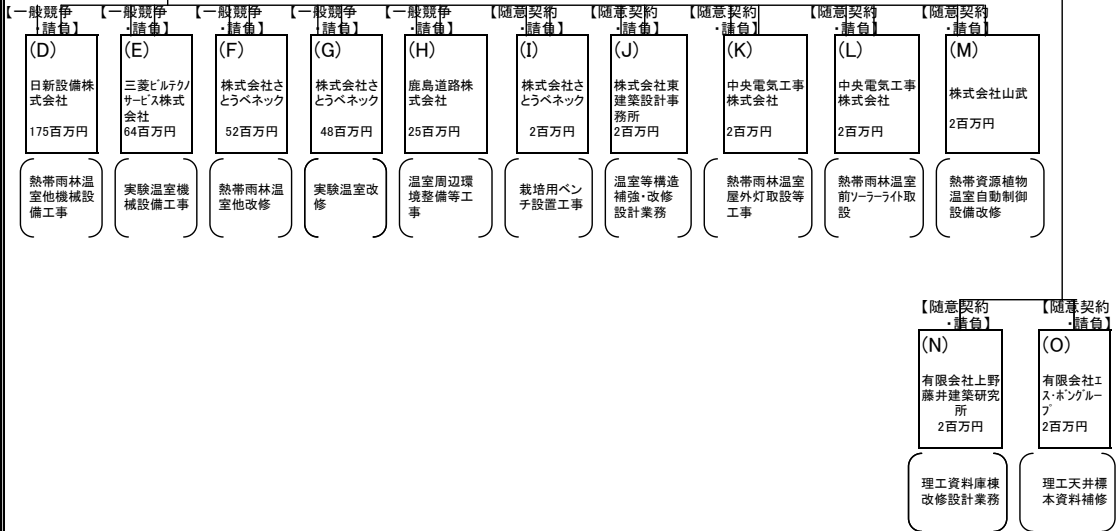 【一般競争
・請負】
(D)
日新設備株
式会社
175百万円
熱帯雨林温
室他機械設
備工事
【一般競争
・請負】
(E)
三菱ビルテクノ
サービス株式
会社
64百万円
実験温室機
械設備工事
【一般競争
・請負】
(F)
株式会社さ
とうベネック
52百万円
熱帯雨林温
室他改修
【一般競争
・請負】
(G)
株式会社さ
とうベネック
48百万円
実験温室改
修
【一般競争
・請負】
(H)
鹿島道路株
式会社
25百万円
温室周辺環
境整備等工
事
【随意契約
・請負】
(I)
株式会社さ
とうベネック
2百万円
栽培用ベン
チ設置工事
【随意契約
・請負】
(J)
株式会社東
建築設計事
務所
2百万円
温室等構造
補強・改修
設計業務
【随意契約
・請負】
(K)
中央電気工事
株式会社
2百万円
熱帯雨林温室
屋外灯取設等
工事
【随意契約
・請負】
(L)
中央電気工事
株式会社
2百万円
熱帯雨林温室
前ソーラーライト取
設
【随意契約
・請負】
(M)
株式会社山武
2百万円
熱帯資源植物
温室自動制御
設備改修
【随意契約
・請負】
(N)
有限会社上野
藤井建築研究
所
2百万円
理工資料庫棟
改修設計業務
【随意契約
・請負】
(O)
有限会社エ
ス・ボングルー
プ
2百万円
理工天井標
本資料補修